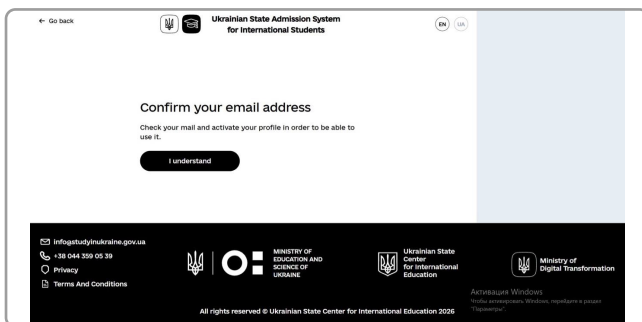 ← Go back
Ukrainian State Admission System
for International Students
EN UA
Confirm your email address
Check your mail and activate your profile in order to be able to
use it.
I understand
info@studyinukraine.gov.ua
+38 044 359 05 39
Privacy
Terms And Conditions
MINISTRY OF
EDUCATION AND
SCIENCE OF
UKRAINE
Ukrainian State
Center
for International
Education
Ministry of
Digital Transformation
Активация Windows
Чтобы активировать Windows, перейдите в раздел
"Параметры".
All rights reserved © Ukrainian State Center for International Education 2026